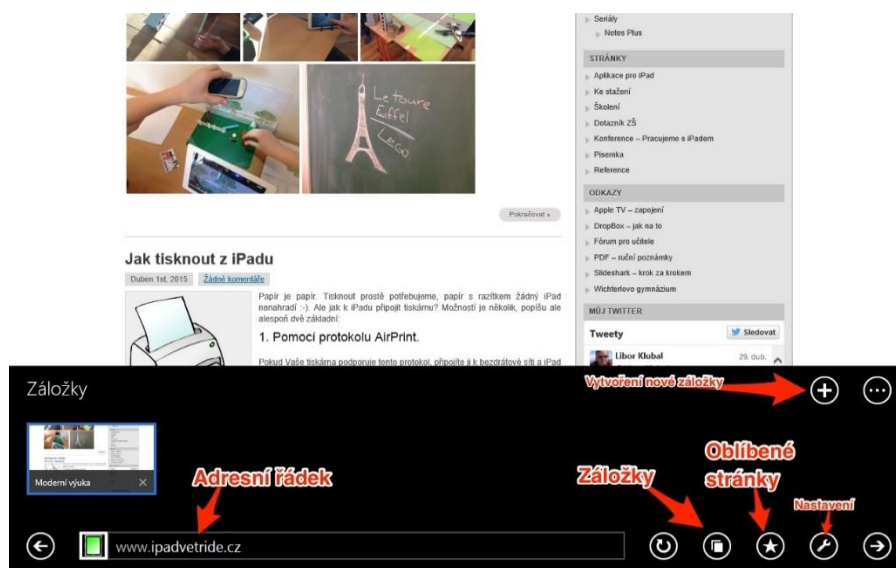 Le toure
Eiffel
LEGO
Pokračovat »
Jak tisknout z iPadu
Duben 1st, 2015
Žádné komentáře
Papír je papír. Tisknout prostě potřebujeme, papír s razítkem žádný iPad
nenahradí :-). Ale jak k iPadu připojit tiskárnu? Možností je několik, popíšu ale
alespoň dvě základní:
1. Pomocí protokolu AirPrint.
Pokud Vaše tiskárna podporuje tento protokol, připojíte ji k bezdrátové síti a iPad
Seriály
Notes Plus
STRÁNKY
Aplikace pro iPad
Ke stažení
Školení
Dotazník ZŠ
Konference – Pracujeme s iPadem
Písemka
Reference
ODKAZY
Apple TV – zapojení
DropBox – jak na to
Fórum pro učitele
PDF – ruční poznámky
Slideshark – krok za krokem
Wichterlovo gymnázium
MŮJ TWITTER
Tweety
Sledovat
Libor Klubal
29. dub.
Záložky
Vytvoření nové záložky
Moderní výuka
Adresní řádek
Záložky
Oblíbené
stránky
Nastavení
www.ipadvetride.cz